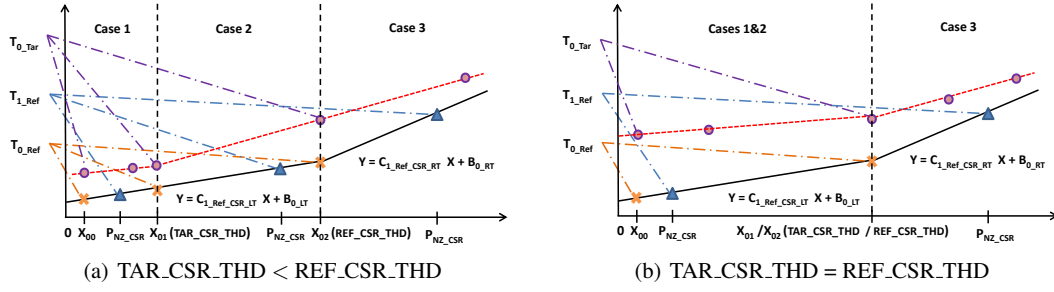 Case 1
Case 2
Case 3
T0_Tar
T1_Ref
T0_Ref
Y = C1_Ref_CSR_RT X + B0_RT
Y = C1_Ref_CSR_LT X + B0_LT
0 X00 PNZ_CSR X01 (TAR_CSR_THD) PNZ_CSR X02 (REF_CSR_THD) PNZ_CSR
(a) TAR_CSR_THD < REF_CSR_THD
Cases 1&2
Case 3
T0_Tar
T1_Ref
T0_Ref
Y = C1_Ref_CSR_RT X + B0_RT
Y = C1_Ref_CSR_LT X + B0_LT
0 X00 PNZ_CSR X01 /X02 (TAR_CSR_THD / REF_CSR_THD) PNZ_CSR
(b) TAR_CSR_THD = REF_CSR_THD